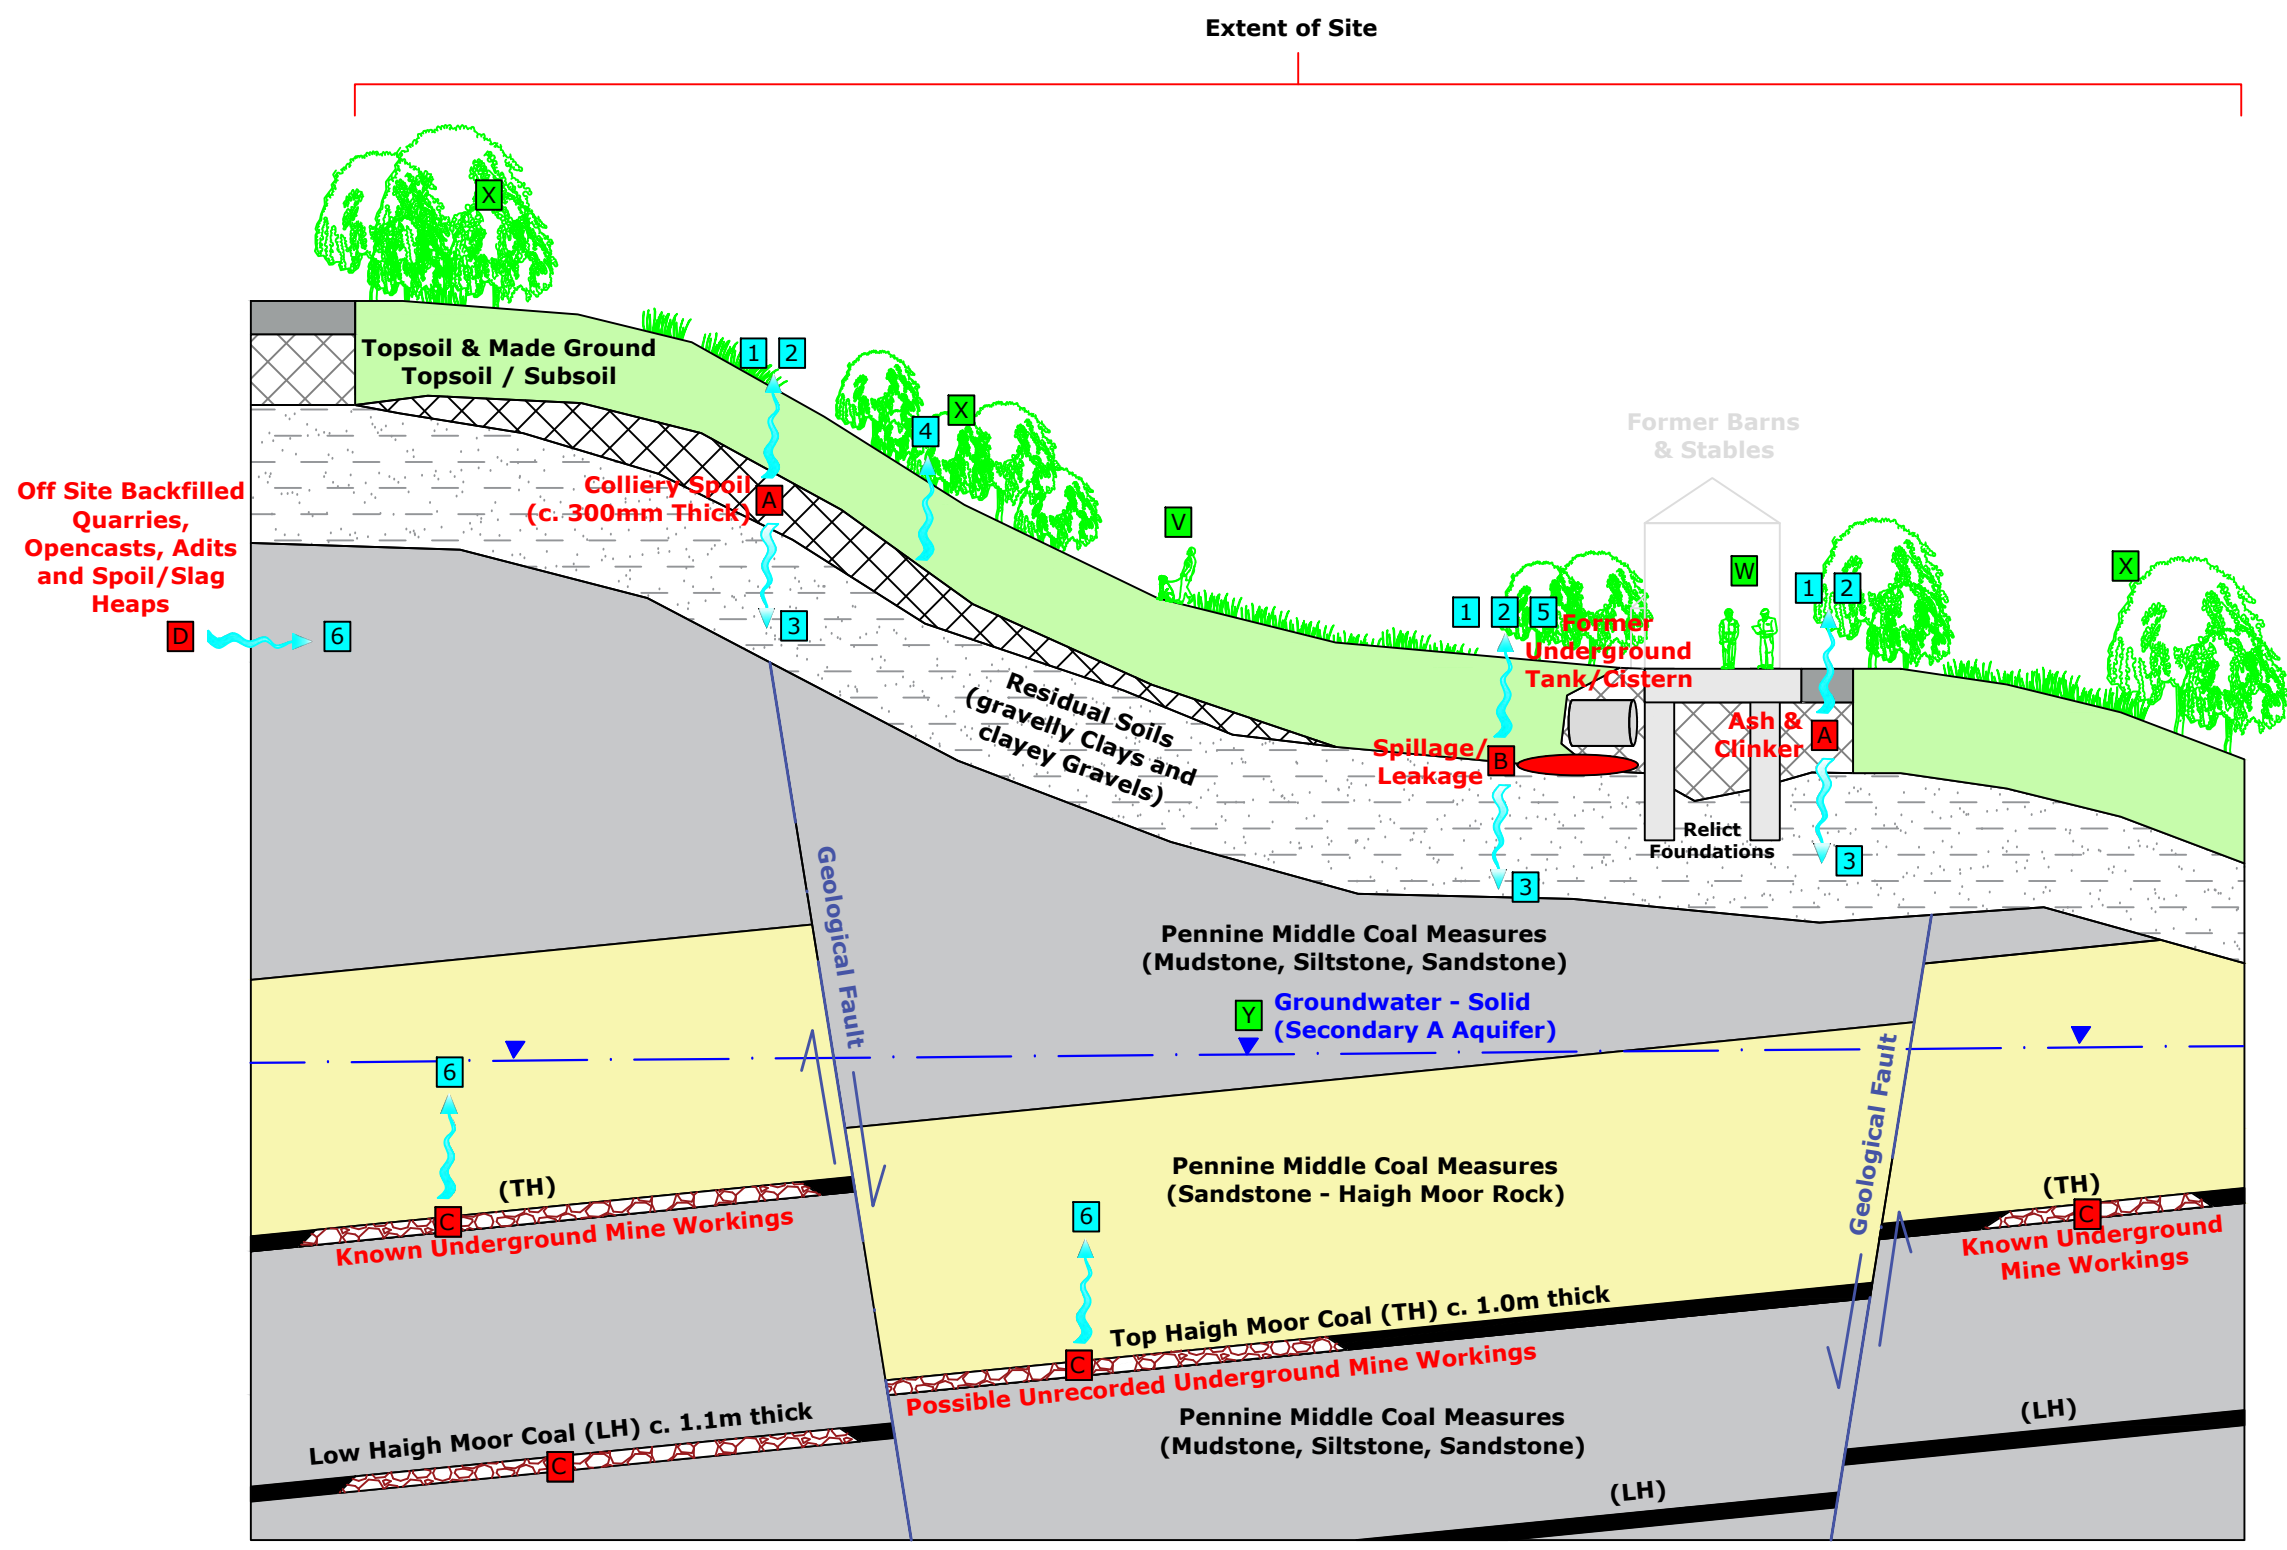 Extent of Site
X
Topsoil & Made Ground
Topsoil / Subsoil
1 2
X
4
Former Barns
& Stables
Colliery Spoil
(c. 300mm Thick)
A
Off Site Backfilled
Quarries,
Opencasts, Adits
and Spoil/Slag
Heaps
D
6
3
V
W
X
1 2
1 2 5
Former
Underground
Tank/Cistern
Residual Soils
(gravelly Clays and
clayey Gravels)
Spillage/
Leakage
B
Ash &
Clinker
A
Relict
Foundations
3
3
Geological Fault
Pennine Middle Coal Measures
(Mudstone, Siltstone, Sandstone)
Y
Groundwater - Solid
(Secondary A Aquifer)
6
Geological Fault
(TH)
C
Known Underground Mine Workings
Pennine Middle Coal Measures
(Sandstone - Haigh Moor Rock)
6
(TH)
C
Known Underground
Mine Workings
Top Haigh Moor Coal (TH) c. 1.0m thick
C
Possible Unrecorded Underground Mine Workings
Low Haigh Moor Coal (LH) c. 1.1m thick
C
Pennine Middle Coal Measures
(Mudstone, Siltstone, Sandstone)
(LH)
(LH)